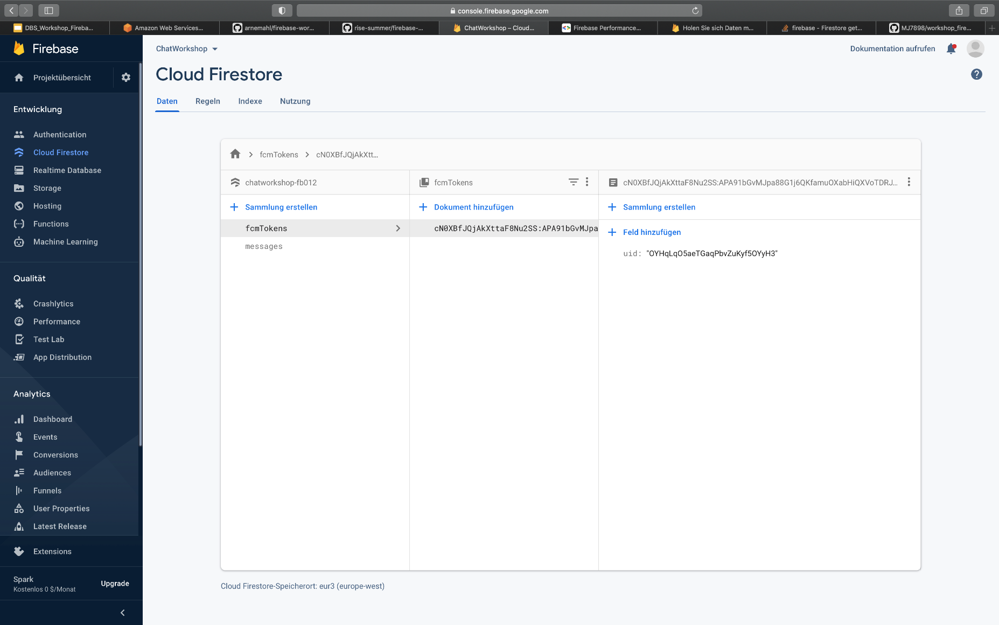 console.firebase.google.com
DBS_Workshop_Fireba...
Amazon Web Services...
arnemahl/firebase-wor...
rise-summer/firebase-...
ChatWorkshop – Cloud...
Firebase Performance...
Holen Sie sich Daten m...
firebase - Firestore get...
MJ7898/workshop_fire...
Firebase
ChatWorkshop
Dokumentation aufrufen
Projektübersicht
Cloud Firestore
?
Daten
Regeln
Indexe
Nutzung
Entwicklung
Authentication
Cloud Firestore
Realtime Database
Storage
Hosting
Functions
Machine Learning
Qualität
Crashlytics
Performance
Test Lab
App Distribution
Analytics
Dashboard
Events
Conversions
Audiences
Funnels
User Properties
Latest Release
Extensions
Spark
Kostenlos 0 $/Monat
Upgrade
fcmTokens
cN0XBfJQjAkXtt...
chatworkshop-fb012
Sammlung erstellen
fcmTokens
messages
fcmTokens
Dokument hinzufügen
cN0XBfJQjAkXttaF8Nu2SS:APA91bGvMJpa
cN0XBfJQjAkXttaF8Nu2SS:APA91bGvMJpa88G1j6QKfamuOXabHiQXVoTDRJ...
Sammlung erstellen
Feld hinzufügen
uid: "OYHqLqO5aeTGaqPbvZuKyf5OYyH3"
Cloud Firestore-Speicherort: eur3 (europe-west)